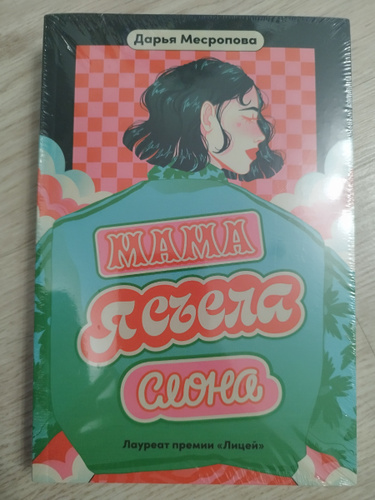 Дарья Месропова
МАМА
Я съела
слона
Лауреат премии «Лицей»